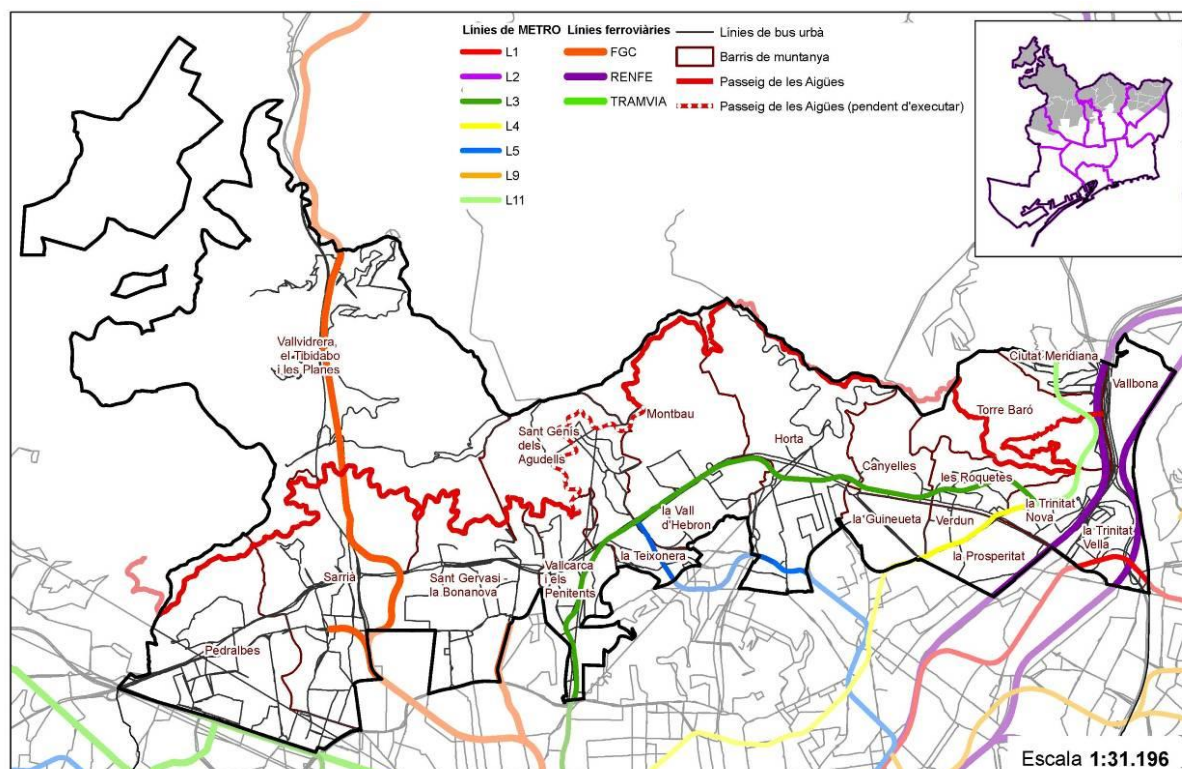 Línies de METRO
L1
L2
L3
L4
L5
L9
L11
Línies ferroviàries
FGC
RENFE
TRAMVIA
Línies de bus urbà
Barris de muntanya
Passeig de les Aigües
Passeig de les Aigües (pendent d'executar)
Vallvidrera,
el Tibidabo
i les Planes
Ciutat Meridiana
Vallbona
Torre Baró
Montbau
Sant Genís
dels
Agudells
Horta
Canyelles
les Roquetes
la Trinitat
Nova
la Vall
d'Hebron
la Guineueta
Verdun
la Trinitat
Vella
la Teixonera
la Prosperitat
Sarrià
Sant Gervasi -
la Bonanova
Vallcarca
i els
Penitents
Pedralbes
Escala 1:31.196